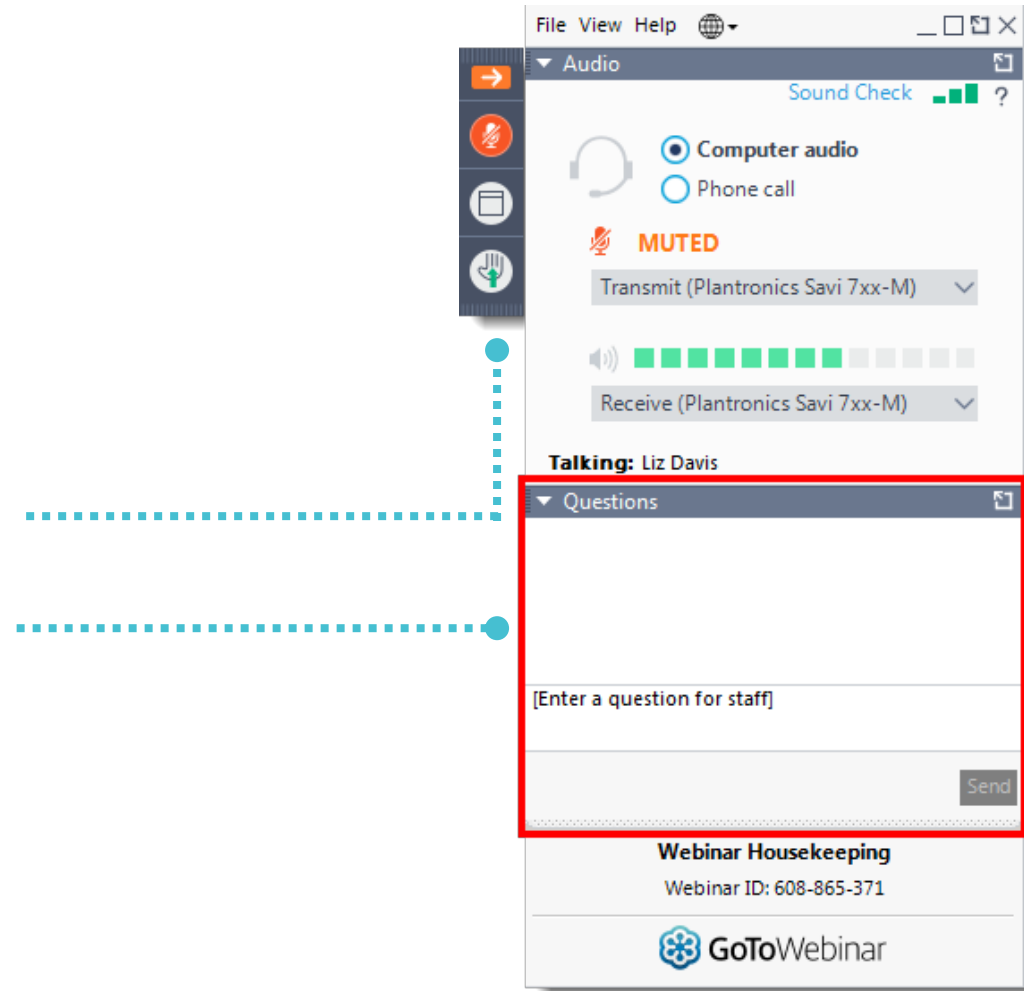 File View Help
Audio
Sound Check ?
Computer audio
Phone call
MUTED
Transmit (Plantronics Savi 7xx-M)
Receive (Plantronics Savi 7xx-M)
Talking: Liz Davis
Questions
[Enter a question for staff]
Send
Webinar Housekeeping
Webinar ID: 608-865-371
GoToWebinar